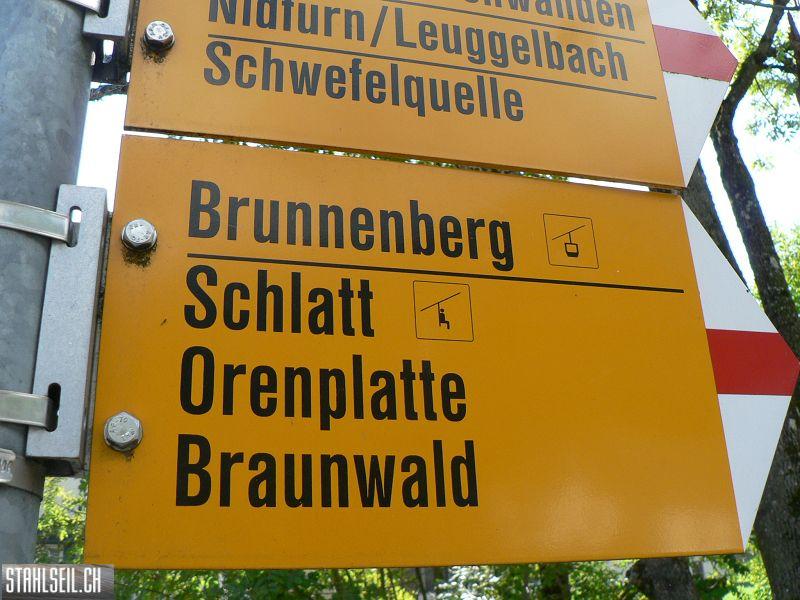 Nidfurn/Leuggelbach
Schwefelquelle
Brunnenberg
Schlatt
Orenplatte
Braunwald
STAHLSEIL.CH